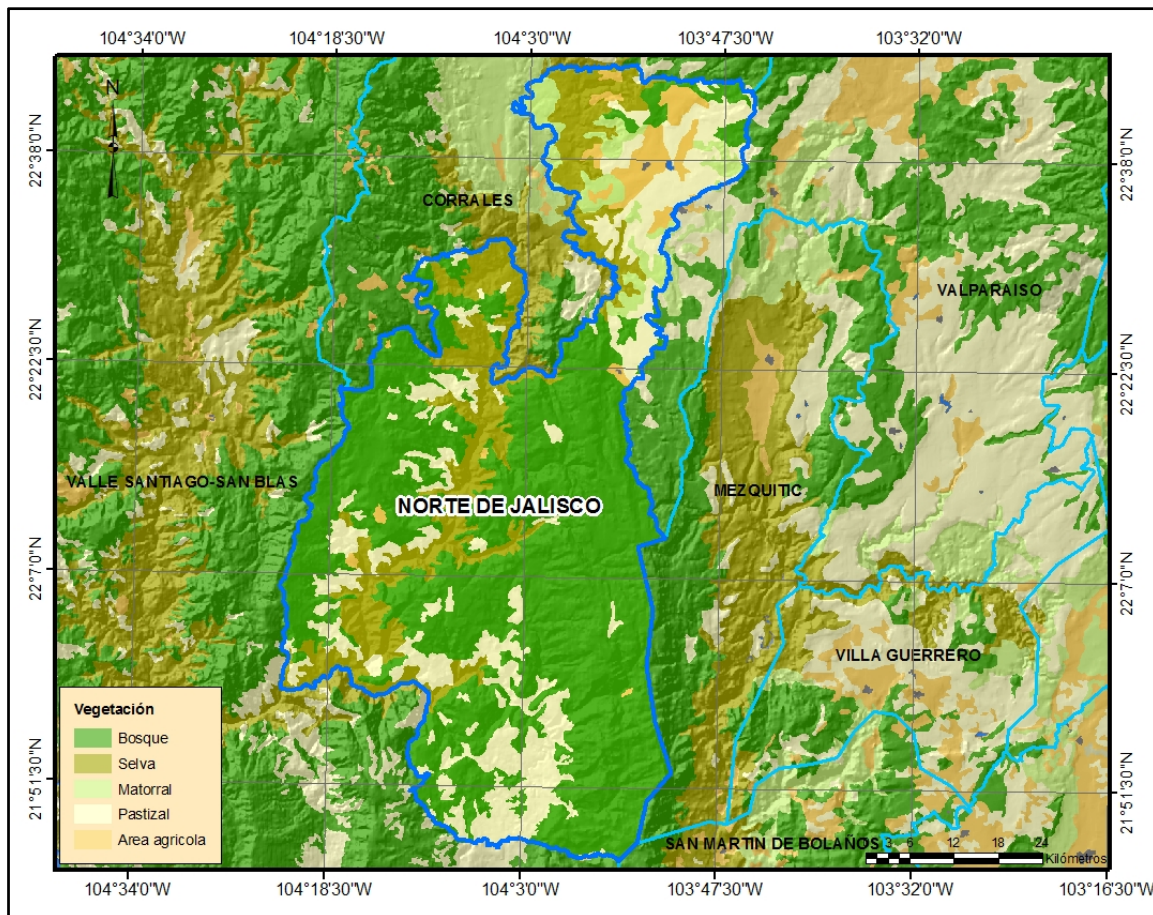 104°34'0"W 104°18'30"W 104°3'0"W 103°47'30"W 103°32'0"W
N
22°38'0"N 22°38'0"N
CORRALES
VALPARAISO
22°22'30"N 22°22'30"N
VALLE SANTIAGO-SAN BLAS
MEZQUITIC
NORTE DE JALISCO
22°7'0"N 22°7'0"N
VILLA GUERRERO
Vegetación
Bosque
Selva
Matorral
Pastizal
Area agricola
21°51'30"N 21°51'30"N
SAN MARTIN DE BOLAÑOS
3 6 12 18 24
Kilómetros
104°34'0"W 104°18'30"W 104°3'0"W 103°47'30"W 103°32'0"W 103°16'30"W